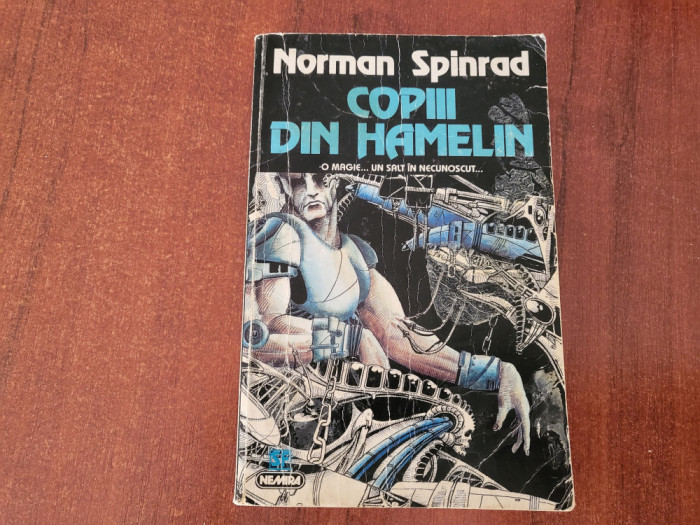 Norman Spinrad
COPIII
DIN HAMELIN
O MAGIE... UN SALT ÎN NECUNOSCUT...
SF
NEMIRA